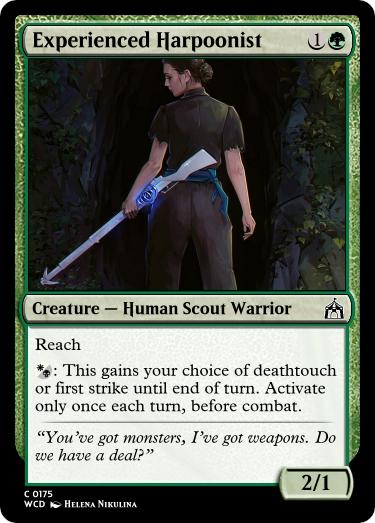 Experienced Harpoonist 1
Creature — Human Scout Warrior
Reach
: This gains your choice of deathtouch
or first strike until end of turn. Activate
only once each turn, before combat.
“You’ve got monsters, I’ve got weapons. Do
we have a deal?”
2/1
C 0175
WCD Helena Nikulina